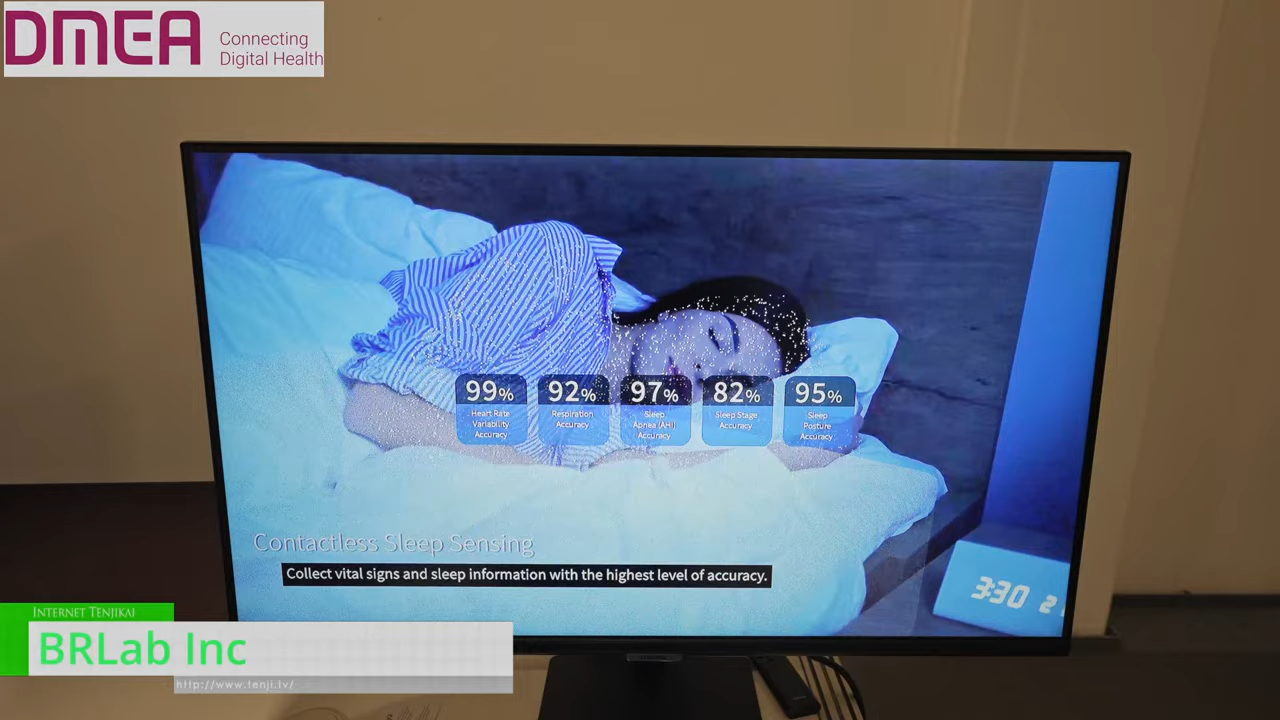 DMEA
Connecting
Digital Health
99%
Heart Rate
Variability
Accuracy
92%
Respiration
Accuracy
97%
Sleep
Apnea (AHI)
Accuracy
82%
Sleep Stage
Accuracy
95%
Sleep
Posture
Accuracy
Contactless Sleep Sensing
Collect vital signs and sleep information with the highest level of accuracy.
3:30
INTERNET TENJIKAI
BRLab Inc
http://www.tenji.tv/